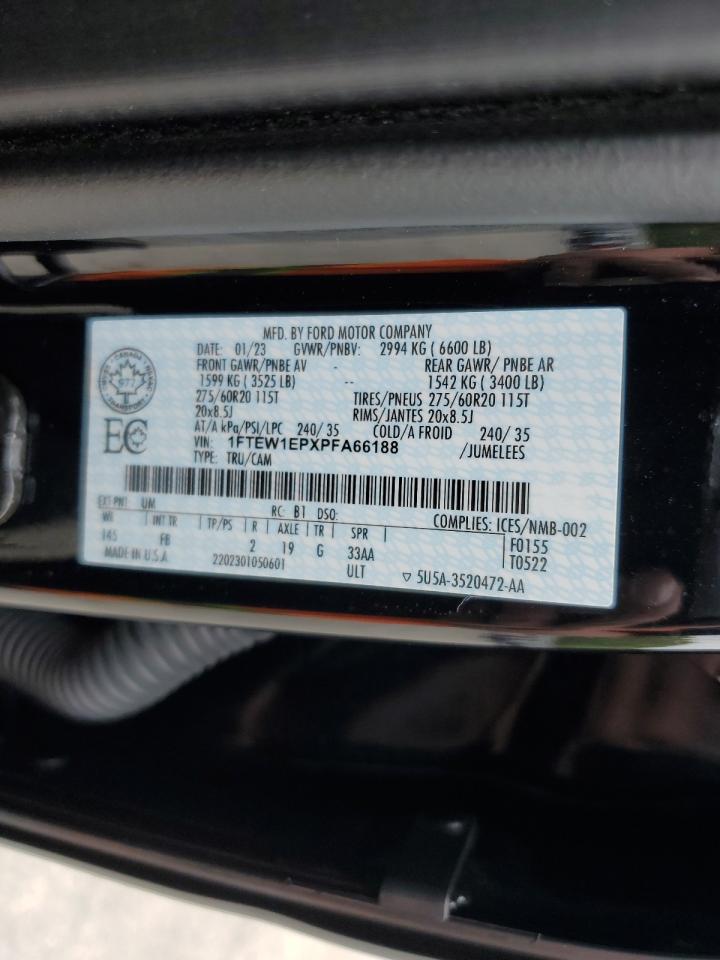 MFD. BY FORD MOTOR COMPANY
DATE: 01/23 GVWR/PNBV: 2994 KG ( 6600 LB)
FRONT GAWR/PNBE AV - REAR GAWR/ PNBE AR
1599 KG ( 3525 LB) -- 1542 KG ( 3400 LB)
275/60R20 115T TIRES/PNEUS 275/60R20 115T
20x8.5J RIMS/JANTES 20x8.5J
AT/A kPa/PSI/LPC 240/ 35 COLD/A FROID 240/ 35
VIN: 1FTEW1EPXPFA66188 /JUMELEES
TYPE: TRU/CAM
CANADA
977
TRANSPORT
EC
EXT PNT: UM RC: B1 DSO: COMPLIES: ICES/NMB-002
WB INT TR TP/PS R AXLE TR SPR F0155
145 FB 2 19 G 33AA T0522
MADE IN U.S.A 2202301050601 ULT ▽ 5U5A-3520472-AA